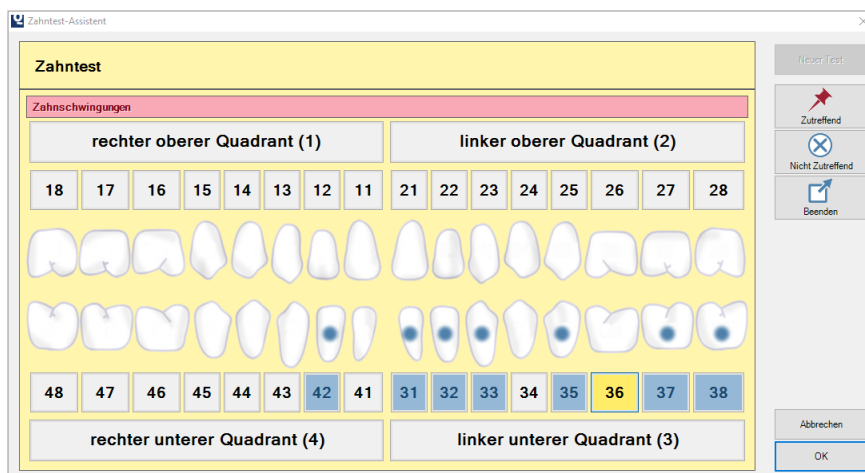 Zahntest-Assistent
Zahntest
Zahnschwingungen
rechter oberer Quadrant (1) linker oberer Quadrant (2)
18 17 16 15 14 13 12 11 21 22 23 24 25 26 27 28
48 47 46 45 44 43 42 41 31 32 33 34 35 36 37 38
rechter unterer Quadrant (4) linker unterer Quadrant (3)
Neuer Test
Zutreffend
Nicht Zutreffend
Beenden
Abbrechen
OK